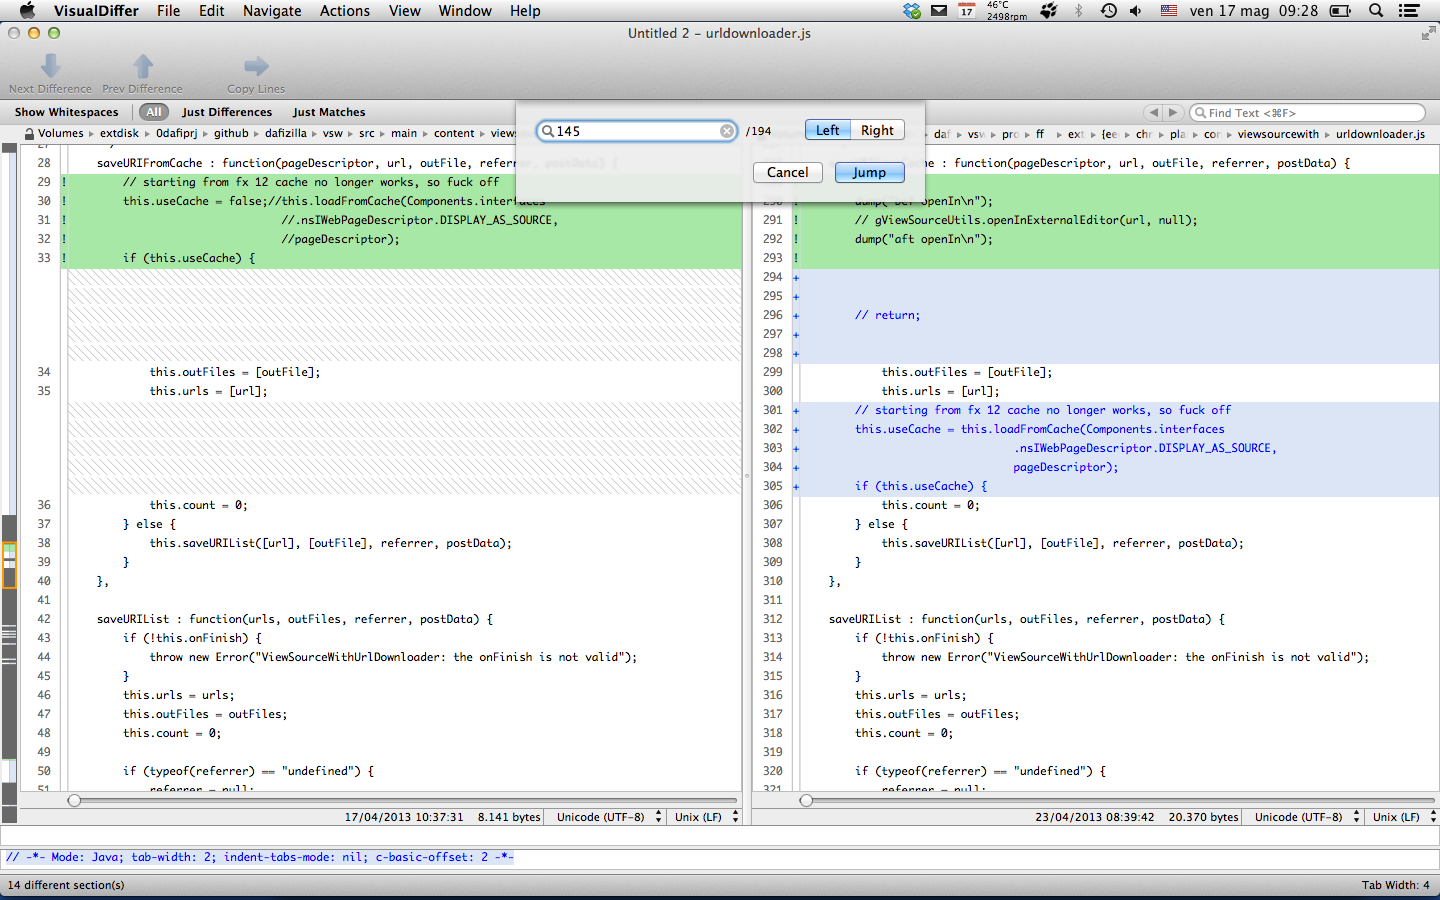 VisualDiffer File Edit Navigate Actions View Window Help 17 46°C 2498rpm ven 17 mag 09:28
Untitled 2 – urldownloader.js
Next Difference Prev Difference Copy Lines
Show Whitespaces All Just Differences Just Matches Find Text <⌘F>
145 /194 Left Right
Cancel Jump
Volumes ▸ extdisk ▸ 0dafiprj ▸ github ▸ dafizilla ▸ vsw ▸ src ▸ main ▸ content ▸ views
daf ▸ vsv ▸ pro ▸ ff ▸ ext ▸ {ee ▸ chr ▸ pla ▸ cor ▸ viewsourcewith ▸ urldownloader.js
27
28 saveURIFromCache : function(pageDescriptor, url, outFile, referrer, postData) {
29 ! // starting from fx 12 cache no longer works, so fuck off
30 ! this.useCache = false;//this.loadFromCache(Components.interfaces
31 ! //.nsIWebPageDescriptor.DISPLAY_AS_SOURCE,
32 ! //pageDescriptor);
33 ! if (this.useCache) {
34 this.outFiles = [outFile];
35 this.urls = [url];
36 this.count = 0;
37 } else {
38 this.saveURIList([url], [outFile], referrer, postData);
39 }
40 },
41
42 saveURIList : function(urls, outFiles, referrer, postData) {
43 if (!this.onFinish) {
44 throw new Error("ViewSourceWithUrlDownloader: the onFinish is not valid");
45 }
46 this.urls = urls;
47 this.outFiles = outFiles;
48 this.count = 0;
49
50 if (typeof(referrer) == "undefined") {
51 referrer = null;
: function(pageDescriptor, url, outFile, referrer, postData) {
290 ! dump("bef openIn\n");
291 ! // gViewSourceUtils.openInExternalEditor(url, null);
292 ! dump("aft openIn\n");
293 !
294 +
295 +
296 + // return;
297 +
298 +
299 this.outFiles = [outFile];
300 this.urls = [url];
301 + // starting from fx 12 cache no longer works, so fuck off
302 + this.useCache = this.loadFromCache(Components.interfaces
303 + .nsIWebPageDescriptor.DISPLAY_AS_SOURCE,
304 + pageDescriptor);
305 + if (this.useCache) {
306 this.count = 0;
307 } else {
308 this.saveURIList([url], [outFile], referrer, postData);
309 }
310 },
311
312 saveURIList : function(urls, outFiles, referrer, postData) {
313 if (!this.onFinish) {
314 throw new Error("ViewSourceWithUrlDownloader: the onFinish is not valid");
315 }
316 this.urls = urls;
317 this.outFiles = outFiles;
318 this.count = 0;
319
320 if (typeof(referrer) == "undefined") {
321 referrer = null;
17/04/2013 10:37:31 8.141 bytes Unicode (UTF-8) Unix (LF)
23/04/2013 08:39:42 20.370 bytes Unicode (UTF-8) Unix (LF)
// -*- Mode: Java; tab-width: 2; indent-tabs-mode: nil; c-basic-offset: 2 -*-
14 different section(s) Tab Width: 4